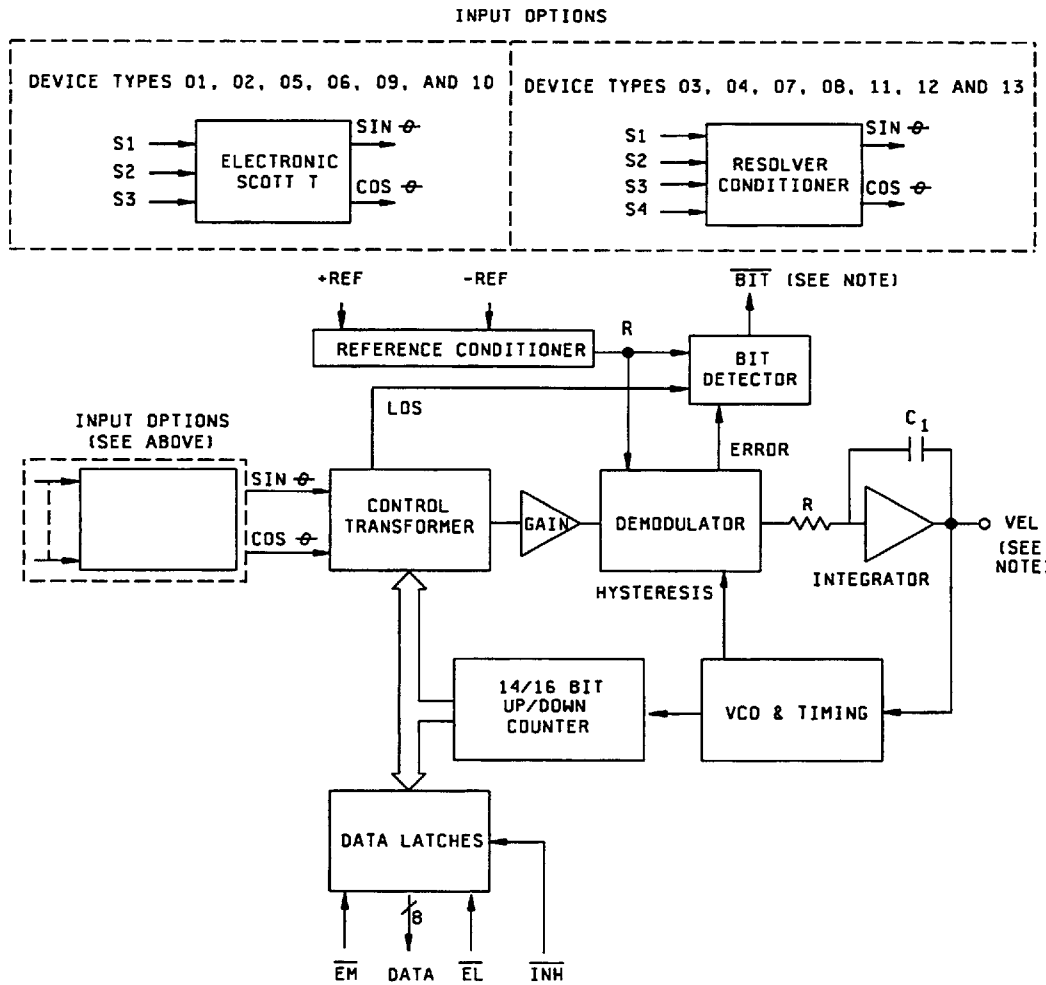 INPUT OPTIONS
DEVICE TYPES 01, 02, 05, 06, 09, AND 10
S1
S2
S3
ELECTRONIC
SCOTT T
SIN θ
COS θ
DEVICE TYPES 03, 04, 07, 08, 11, 12 AND 13
S1
S2
S3
S4
RESOLVER
CONDITIONER
SIN θ
COS θ
+REF
-REF
BIT (SEE NOTE)
REFERENCE CONDITIONER
R
BIT
DETECTOR
LOS
INPUT OPTIONS
(SEE ABOVE)
SIN θ
COS θ
CONTROL
TRANSFORMER
GAIN
DEMODULATOR
ERROR
HYSTERESIS
R
C1
INTEGRATOR
VEL
(SEE
NOTE)
14/16 BIT
UP/DOWN
COUNTER
VCO & TIMING
DATA LATCHES
8
EM
DATA
EL
INH